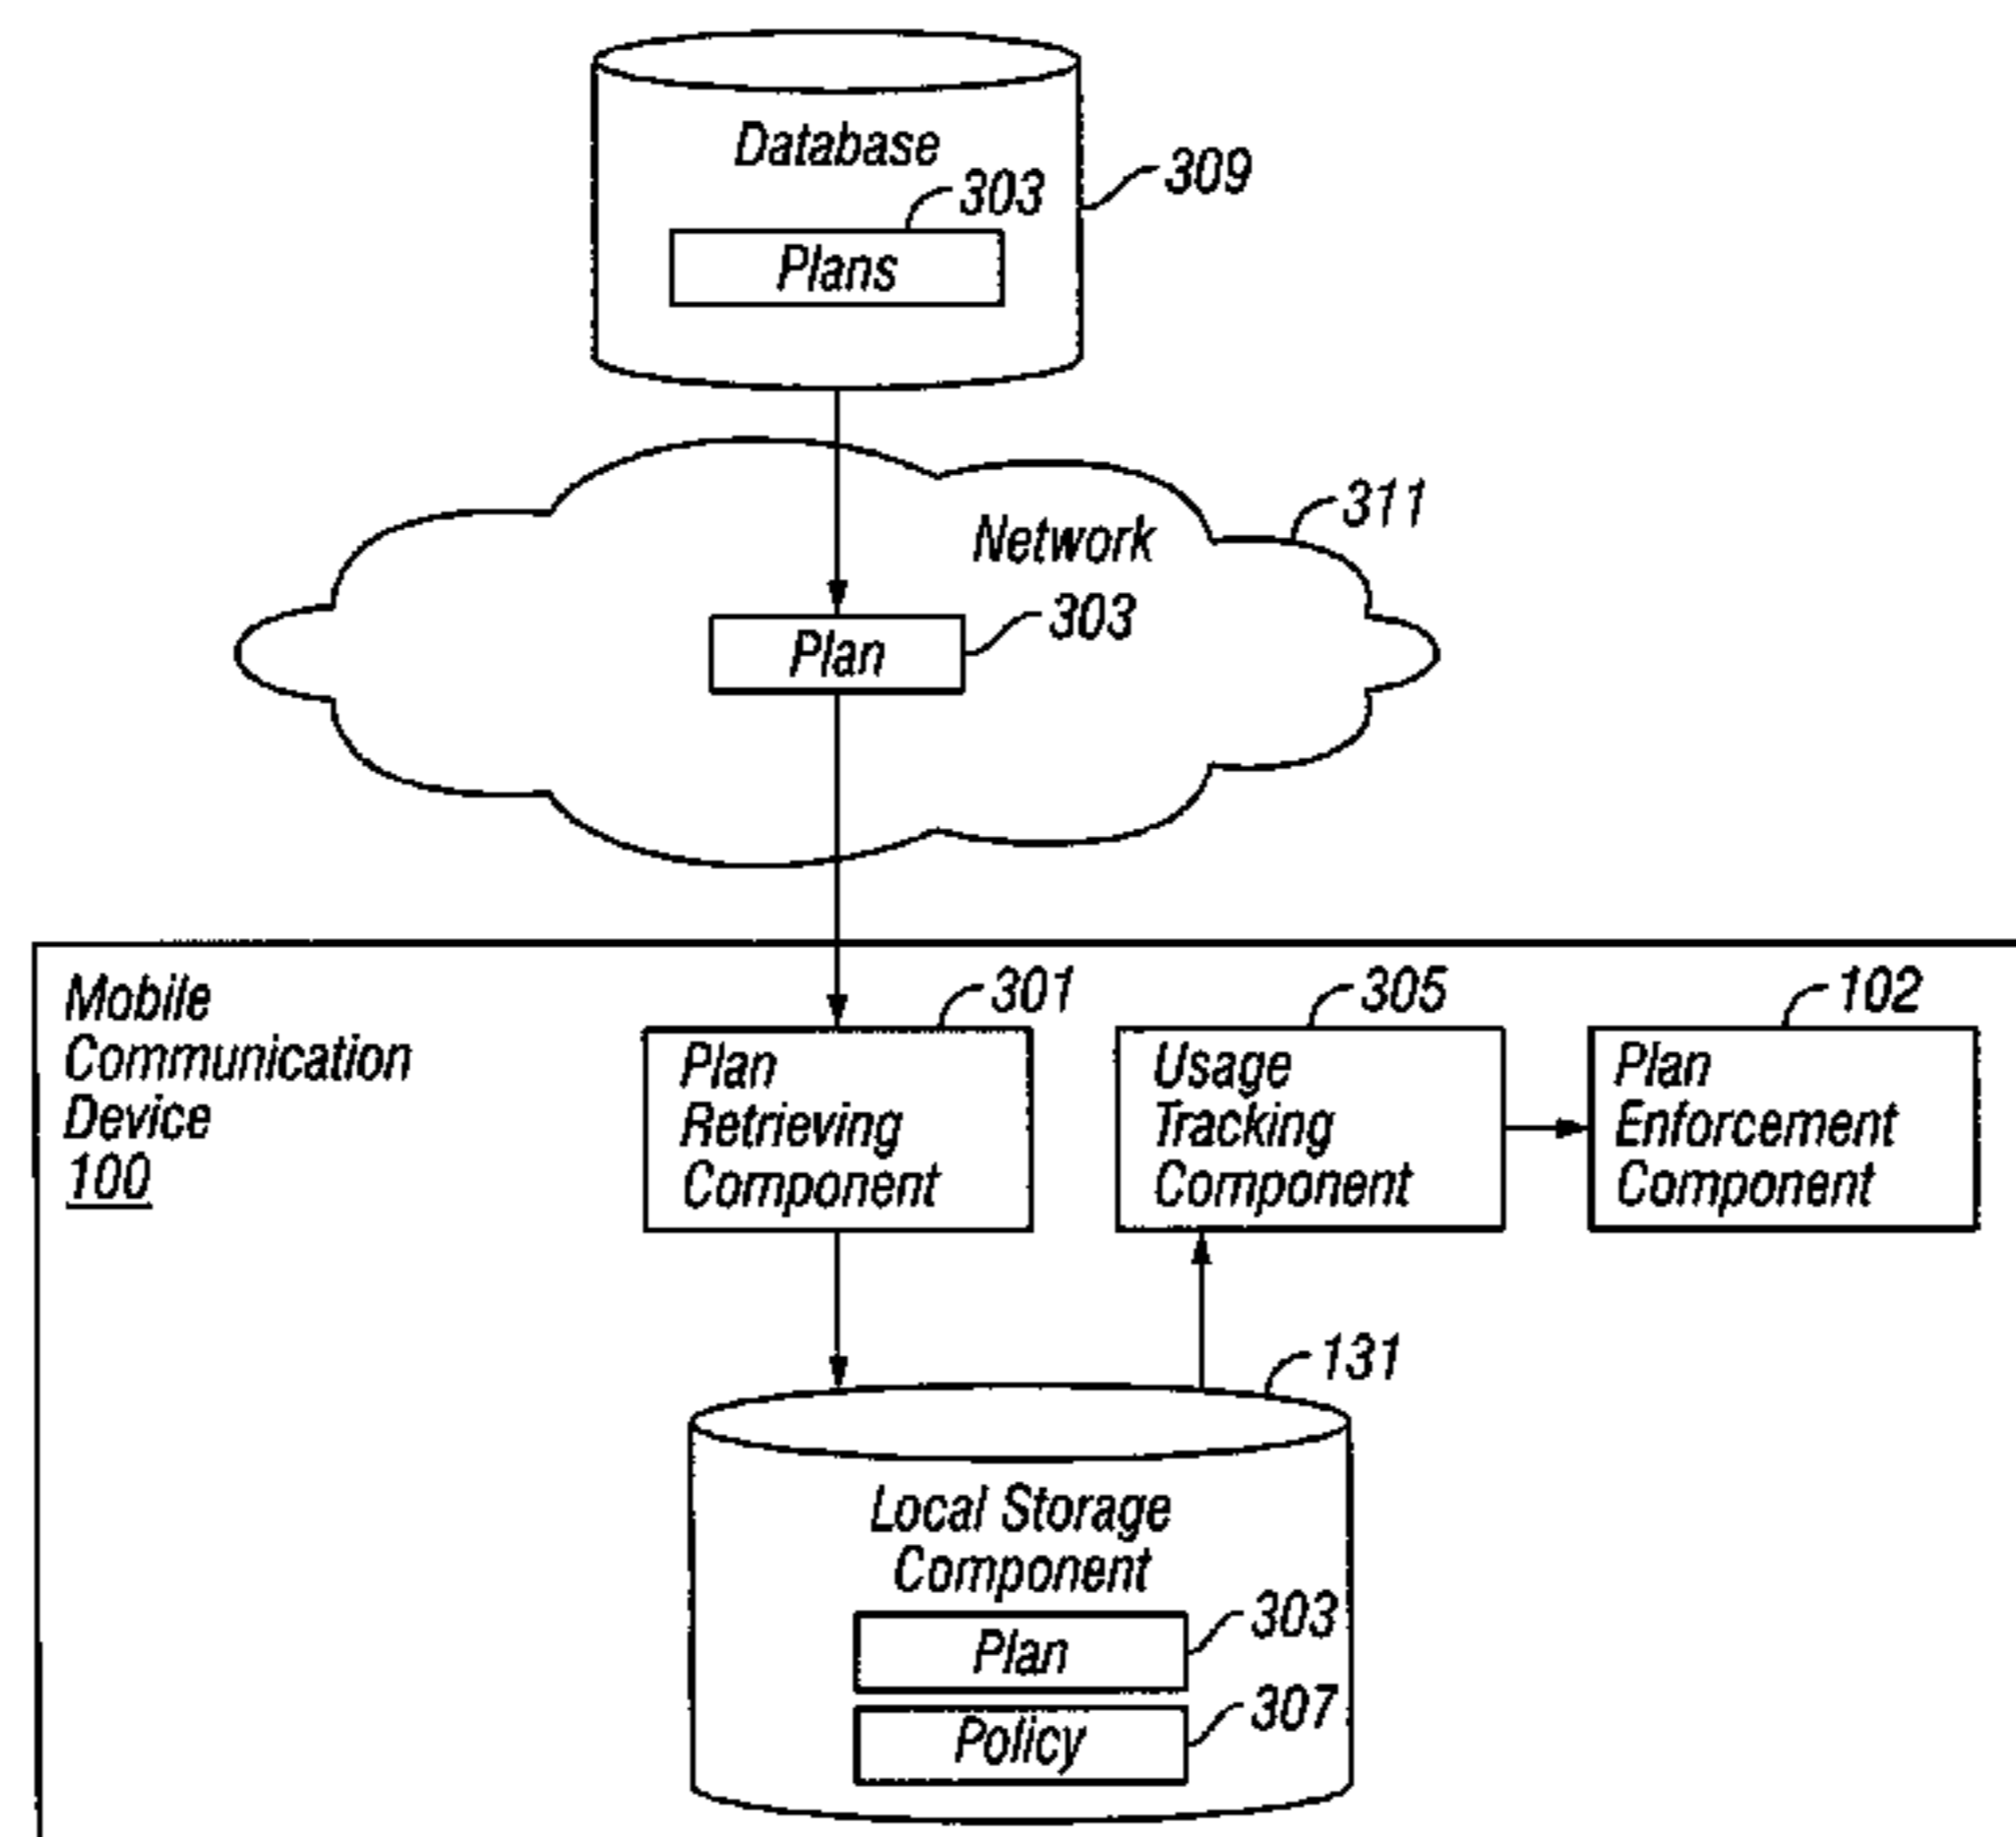 Database
309
303
Plans
311
Network
303
Plan
Mobile
Communication
Device
100
301
Plan
Retrieving
Component
305
Usage
Tracking
Component
102
Plan
Enforcement
Component
131
Local Storage
Component
303
Plan
307
Policy